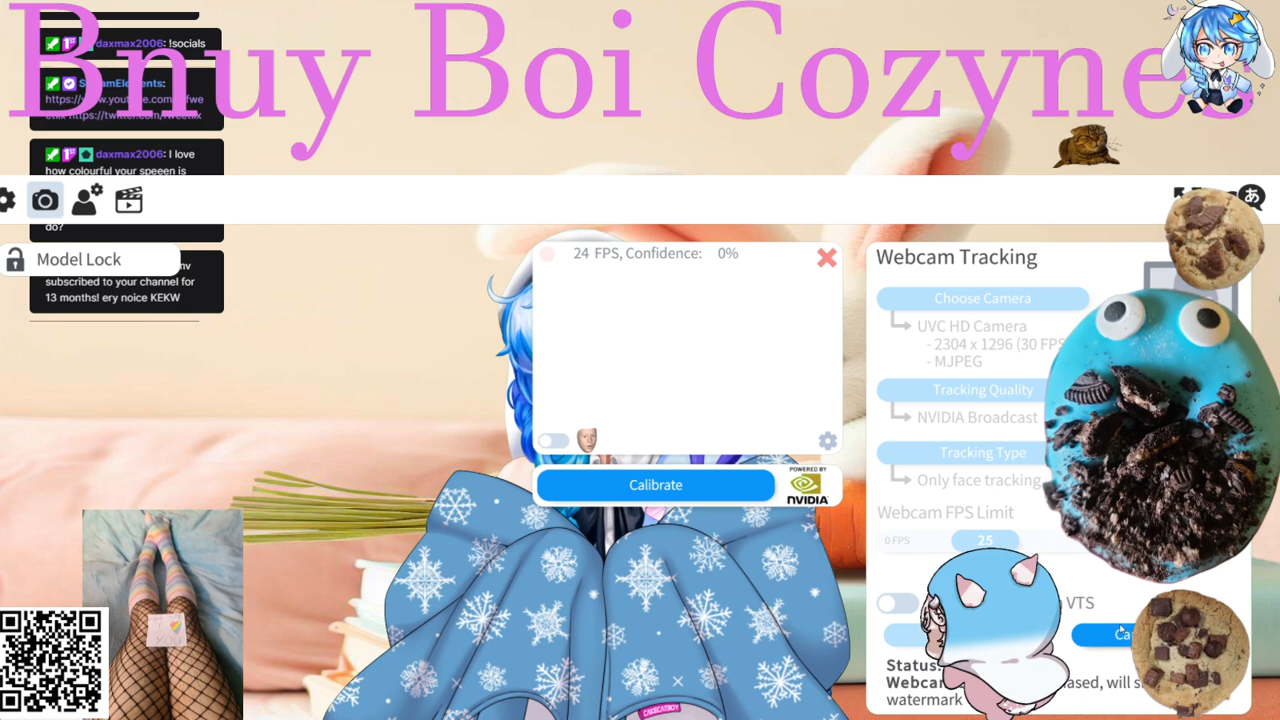 Bnuy Boi Cozynes
daxmax2006: !socials
StreamElements:
daxmax2006: I love
how colourful your speeen is
do?
Model Lock
subscribed to your channel for
13 months! ery noice KEKW
24 FPS, Confidence: 0%
Calibrate
POWERED BY
NVIDIA
Webcam Tracking
Choose Camera
UVC HD Camera
- 2304 x 1296 (30 FPS
- MJPEG
Tracking Quality
NVIDIA Broadcast
Tracking Type
Only face tracking
Webcam FPS Limit
0 FPS
25
VTS
Ca
Status
Webcam
ased, will s
watermark
あ